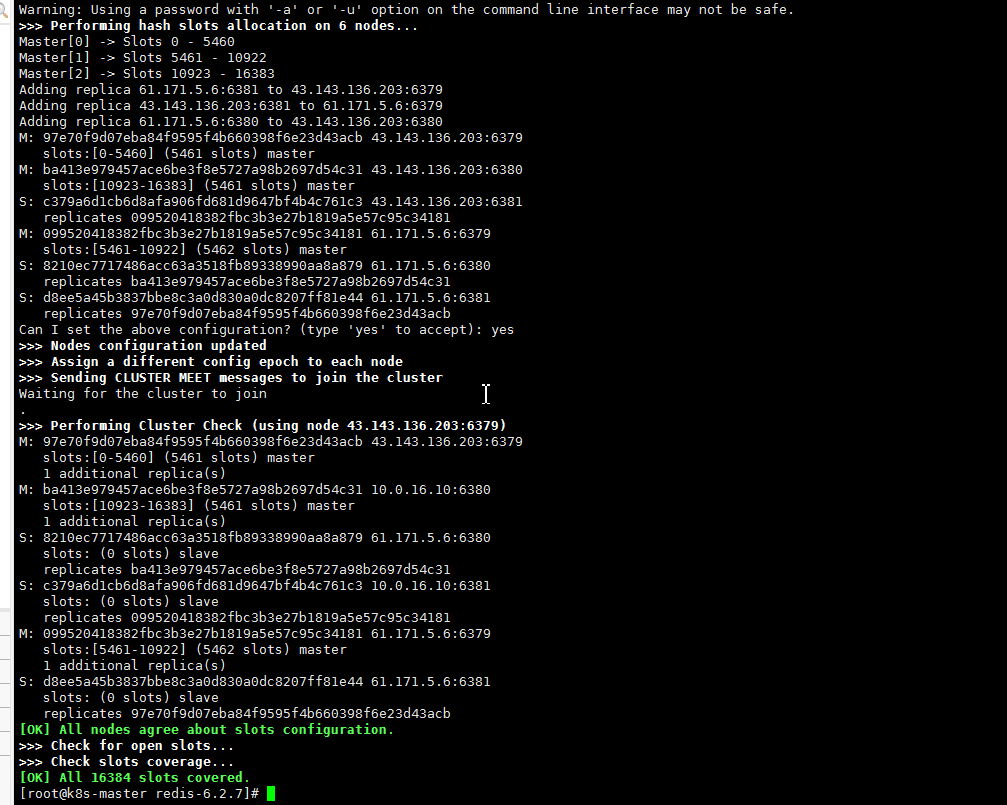 Warning: Using a password with '-a' or '-u' option on the command line interface may not be safe.
>>> Performing hash slots allocation on 6 nodes...
Master[0] -> Slots 0 - 5460
Master[1] -> Slots 5461 - 10922
Master[2] -> Slots 10923 - 16383
Adding replica 61.171.5.6:6381 to 43.143.136.203:6379
Adding replica 43.143.136.203:6381 to 61.171.5.6:6379
Adding replica 61.171.5.6:6380 to 43.143.136.203:6380
M: 97e70f9d07eba84f9595f4b660398f6e23d43acb 43.143.136.203:6379
   slots:[0-5460] (5461 slots) master
M: ba413e979457ace6be3f8e5727a98b2697d54c31 43.143.136.203:6380
   slots:[10923-16383] (5461 slots) master
S: c379a6d1cb6d8afa906fd681d9647bf4b4c761c3 43.143.136.203:6381
   replicates 099520418382fbc3b3e27b1819a5e57c95c34181
M: 099520418382fbc3b3e27b1819a5e57c95c34181 61.171.5.6:6379
   slots:[5461-10922] (5462 slots) master
S: 8210ec7717486acc63a3518fb89338990aa8a879 61.171.5.6:6380
   replicates ba413e979457ace6be3f8e5727a98b2697d54c31
S: d8ee5a45b3837bbe8c3a0d830a0dc8207ff81e44 61.171.5.6:6381
   replicates 97e70f9d07eba84f9595f4b660398f6e23d43acb
Can I set the above configuration? (type 'yes' to accept): yes
>>> Nodes configuration updated
>>> Assign a different config epoch to each node
>>> Sending CLUSTER MEET messages to join the cluster
Waiting for the cluster to join
.
>>> Performing Cluster Check (using node 43.143.136.203:6379)
M: 97e70f9d07eba84f9595f4b660398f6e23d43acb 43.143.136.203:6379
   slots:[0-5460] (5461 slots) master
   1 additional replica(s)
M: ba413e979457ace6be3f8e5727a98b2697d54c31 10.0.16.10:6380
   slots:[10923-16383] (5461 slots) master
   1 additional replica(s)
S: 8210ec7717486acc63a3518fb89338990aa8a879 61.171.5.6:6380
   slots: (0 slots) slave
   replicates ba413e979457ace6be3f8e5727a98b2697d54c31
S: c379a6d1cb6d8afa906fd681d9647bf4b4c761c3 10.0.16.10:6381
   slots: (0 slots) slave
   replicates 099520418382fbc3b3e27b1819a5e57c95c34181
M: 099520418382fbc3b3e27b1819a5e57c95c34181 61.171.5.6:6379
   slots:[5461-10922] (5462 slots) master
   1 additional replica(s)
S: d8ee5a45b3837bbe8c3a0d830a0dc8207ff81e44 61.171.5.6:6381
   slots: (0 slots) slave
   replicates 97e70f9d07eba84f9595f4b660398f6e23d43acb
[OK] All nodes agree about slots configuration.
>>> Check for open slots...
>>> Check slots coverage...
[OK] All 16384 slots covered.
[root@k8s-master redis-6.2.7]#